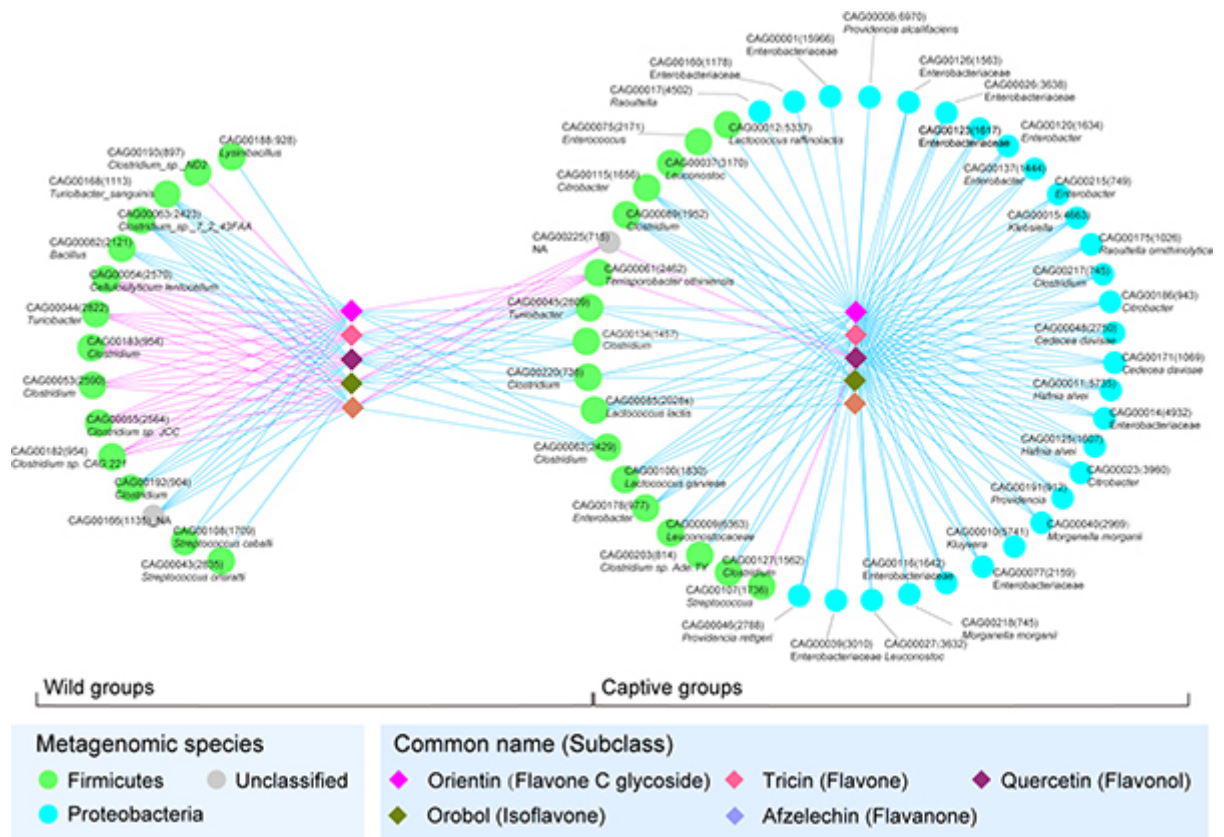 CAG00008(6970)
Providencia alcalifaciens
CAG00001(15966)
Enterobacteriaceae
CAG00160(1178)
Enterobacteriaceae
CAG00126(1563)
Enterobacteriaceae
CAG00017(4502)
Raoultella
CAG00026(3638)
Enterobacteriaceae
CAG00075(2171)
Enterococcus
CAG00012(5337)
Lactococcus raffinolactis
CAG00123(1617)
Enterobacteriaceae
CAG00120(1634)
Enterobacter
CAG00188(928)
Lysinibacillus
CAG00193(897)
Clostridium_sp._ND2
CAG00037(3170)
Leuconostoc
CAG00137(1444)
Enterobacter
CAG00168(1113)
Turicibacter_sanguinis
CAG00115(1656)
Citrobacter
CAG00215(749)
Enterobacter
CAG00063(2423)
Clostridium_sp._7_2_43FAA
CAG00089(1952)
Clostridium
CAG00015(4663)
Klebsiella
CAG00082(2121)
Bacillus
CAG00225(715)
NA
CAG00175(1026)
Raoultella ornithinolytica
CAG00054(2570)
Cellulosilyticum lentocellum
CAG00061(2462)
Terrisporobacter othiniensis
CAG00217(745)
Clostridium
CAG00044(2822)
Turicibacter
CAG00045(2809)
Turicibacter
CAG00186(943)
Citrobacter
CAG00183(954)
Clostridium
CAG00134(1457)
Clostridium
CAG00048(2750)
Cedecea davisae
CAG00053(2590)
Clostridium
CAG00220(736)
Clostridium
CAG00171(1069)
Cedecea davisae
CAG00011(5735)
Hafnia alvei
CAG00055(2564)
Clostridium sp. JCC
Lactococcus lactis
CAG00014(4932)
Enterobacteriaceae
CAG00182(954)
Clostridium sp. CAG:221
CAG00062(2429)
Clostridium
CAG00125(1607)
Hafnia alvei
CAG00192(904)
Clostridium
CAG00100(1830)
Lactococcus garvieae
CAG00023(3960)
Citrobacter
CAG00166(1135)_NA
CAG00178(977)
Enterobacter
CAG00191(912)
Providencia
CAG00108(1709)
Streptococcus caballi
CAG00009(6363)
Leuconostocaceae
CAG00010(5741)
Kluyvera
CAG00040(2969)
Morganella morganii
CAG00043(2835)
Streptococcus orisratti
CAG00203(814)
Clostridium sp. Ade.TY
CAG00127(1562)
Clostridium
CAG00116(1642)
Enterobacteriaceae
CAG00077(2159)
Enterobacteriaceae
CAG00107(1736)
Streptococcus
CAG00046(2788)
Providencia rettgeri
CAG00039(3010)
Enterobacteriaceae
CAG00027(3632)
Leuconostoc
CAG00218(745)
Morganella morganii
Wild groups
Captive groups
Metagenomic species
Firmicutes
Unclassified
Proteobacteria
Common name (Subclass)
Orientin (Flavone C glycoside)
Tricin (Flavone)
Quercetin (Flavonol)
Orobol (Isoflavone)
Afzelechin (Flavanone)